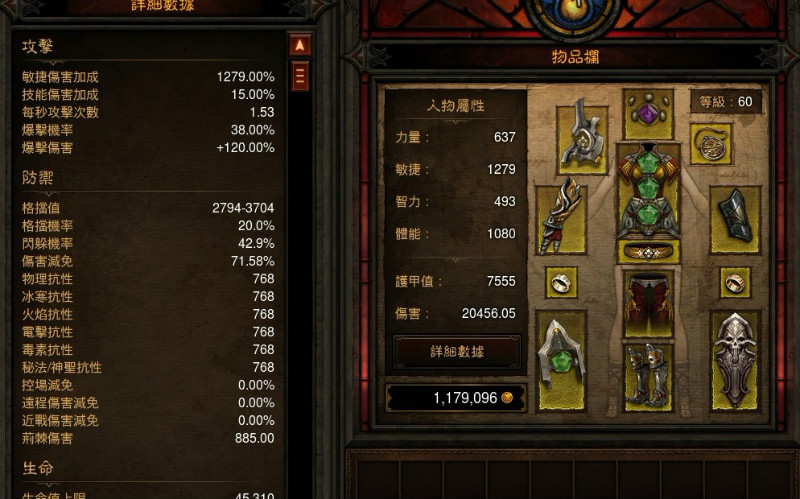 詳細數據
攻擊
敏捷傷害加成 1279.00%
技能傷害加成 15.00%
每秒攻擊次數 1.53
爆擊機率 38.00%
爆擊傷害 +120.00%
防禦
格擋值 2794-3704
格擋機率 20.0%
閃躲機率 42.9%
傷害減免 71.58%
物理抗性 768
冰寒抗性 768
火焰抗性 768
電擊抗性 768
毒素抗性 768
秘法/神聖抗性 768
控場減免 0.00%
遠程傷害減免 0.00%
近戰傷害減免 0.00%
荊棘傷害 885.00
生命
生命值上限 45,310
物品欄
人物屬性
等級：60
力量： 637
敏捷： 1279
智力： 493
體能： 1080
護甲值： 7555
傷害： 20456.05
詳細數據
1,179,096